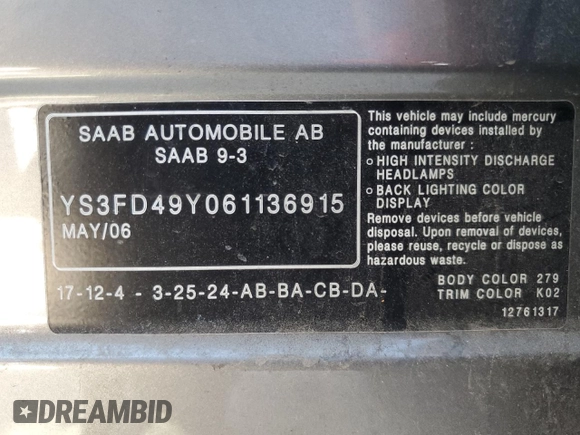 SAAB AUTOMOBILE AB
SAAB 9-3
YS3FD49Y061136915
MAY/06
17-12-4 - 3-25-24-AB-BA-CB-DA-
This vehicle may include mercury
containing devices installed by
the manufacturer :
o HIGH INTENSITY DISCHARGE
HEADLAMPS
o BACK LIGHTING COLOR
DISPLAY
Remove devices before vehicle
disposal. Upon removal of devices,
please reuse, recycle or dispose as
hazardous waste.
BODY COLOR 279
TRIM COLOR K02
12761317
DREAMBID